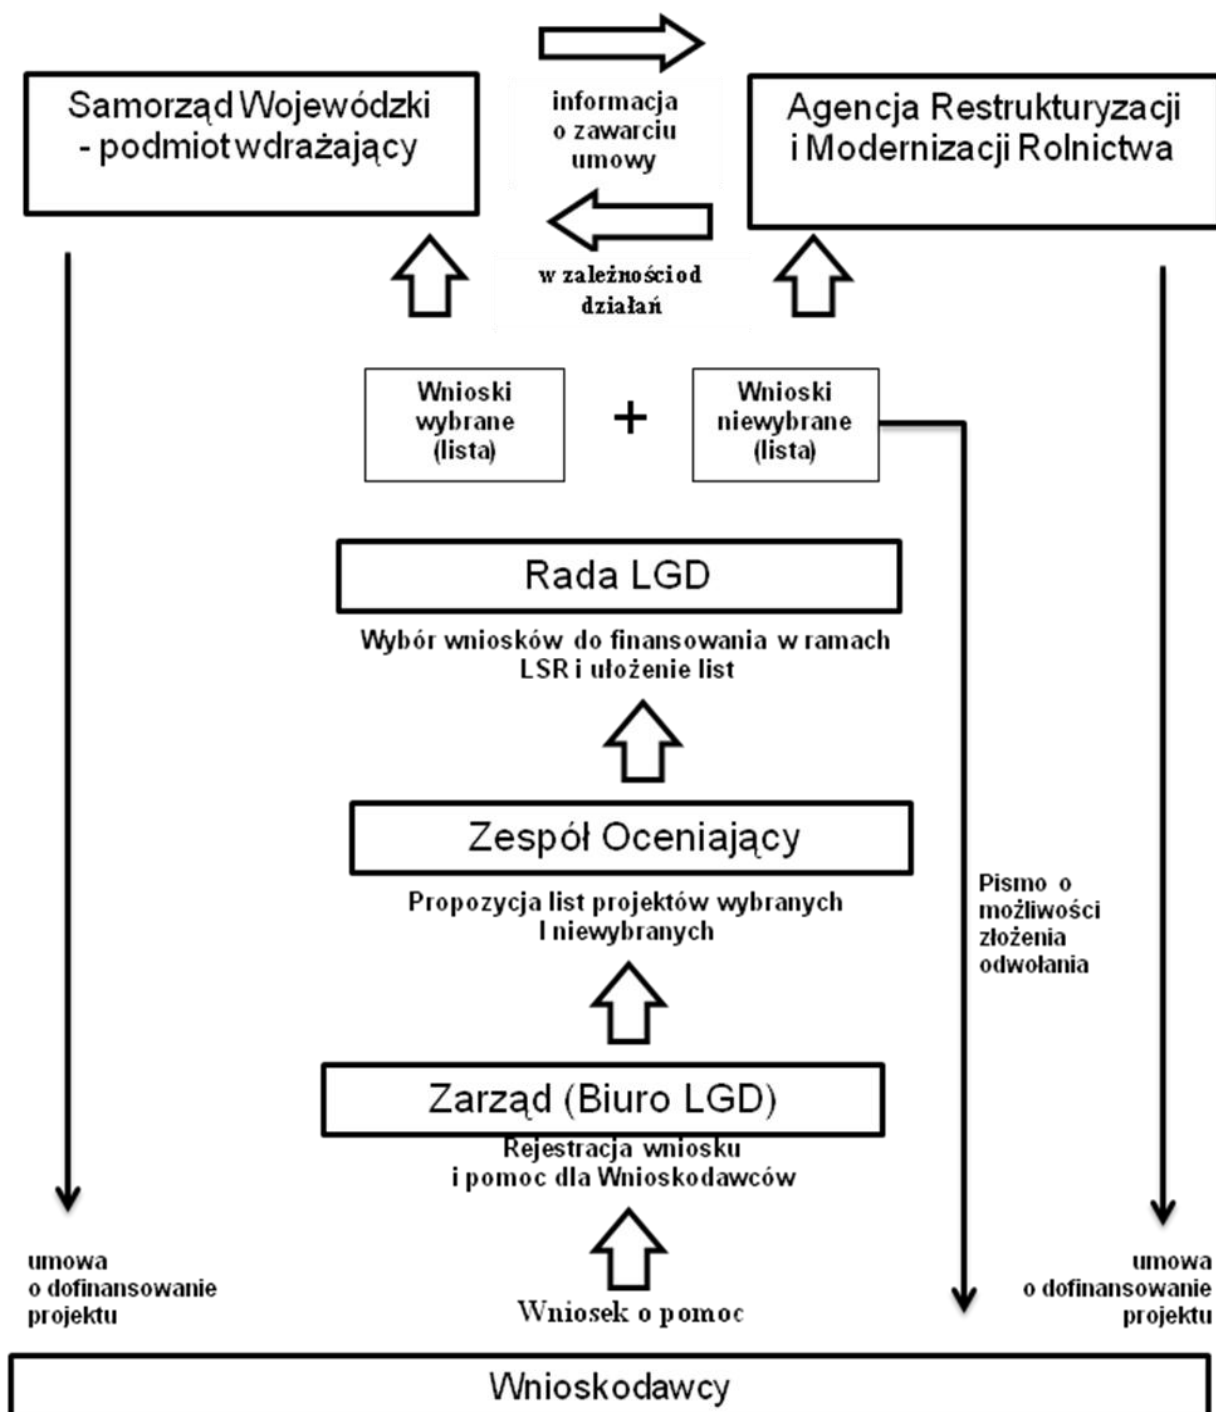 Samorząd Wojewódzki
- podmiot wdrażający
informacja
o zawarciu
umowy
Agencja Restrukturyzacji
i Modernizacji Rolnictwa
w zależności od
działań
Wnioski
wybrane
(lista)
+
Wnioski
niewybrane
(lista)
Rada LGD
Wybór wniosków do finansowania w ramach
LSR i ułożenie list
Zespół Oceniający
Propozycja list projektów wybranych
I niewybranych
Pismo o
możliwości
złożenia
odwołania
Zarząd (Biuro LGD)
Rejestracja wniosku
i pomoc dla Wnioskodawców
umowa
o dofinansowanie
projektu
Wniosek o pomoc
umowa
o dofinansowanie
projektu
Wnioskodawcy